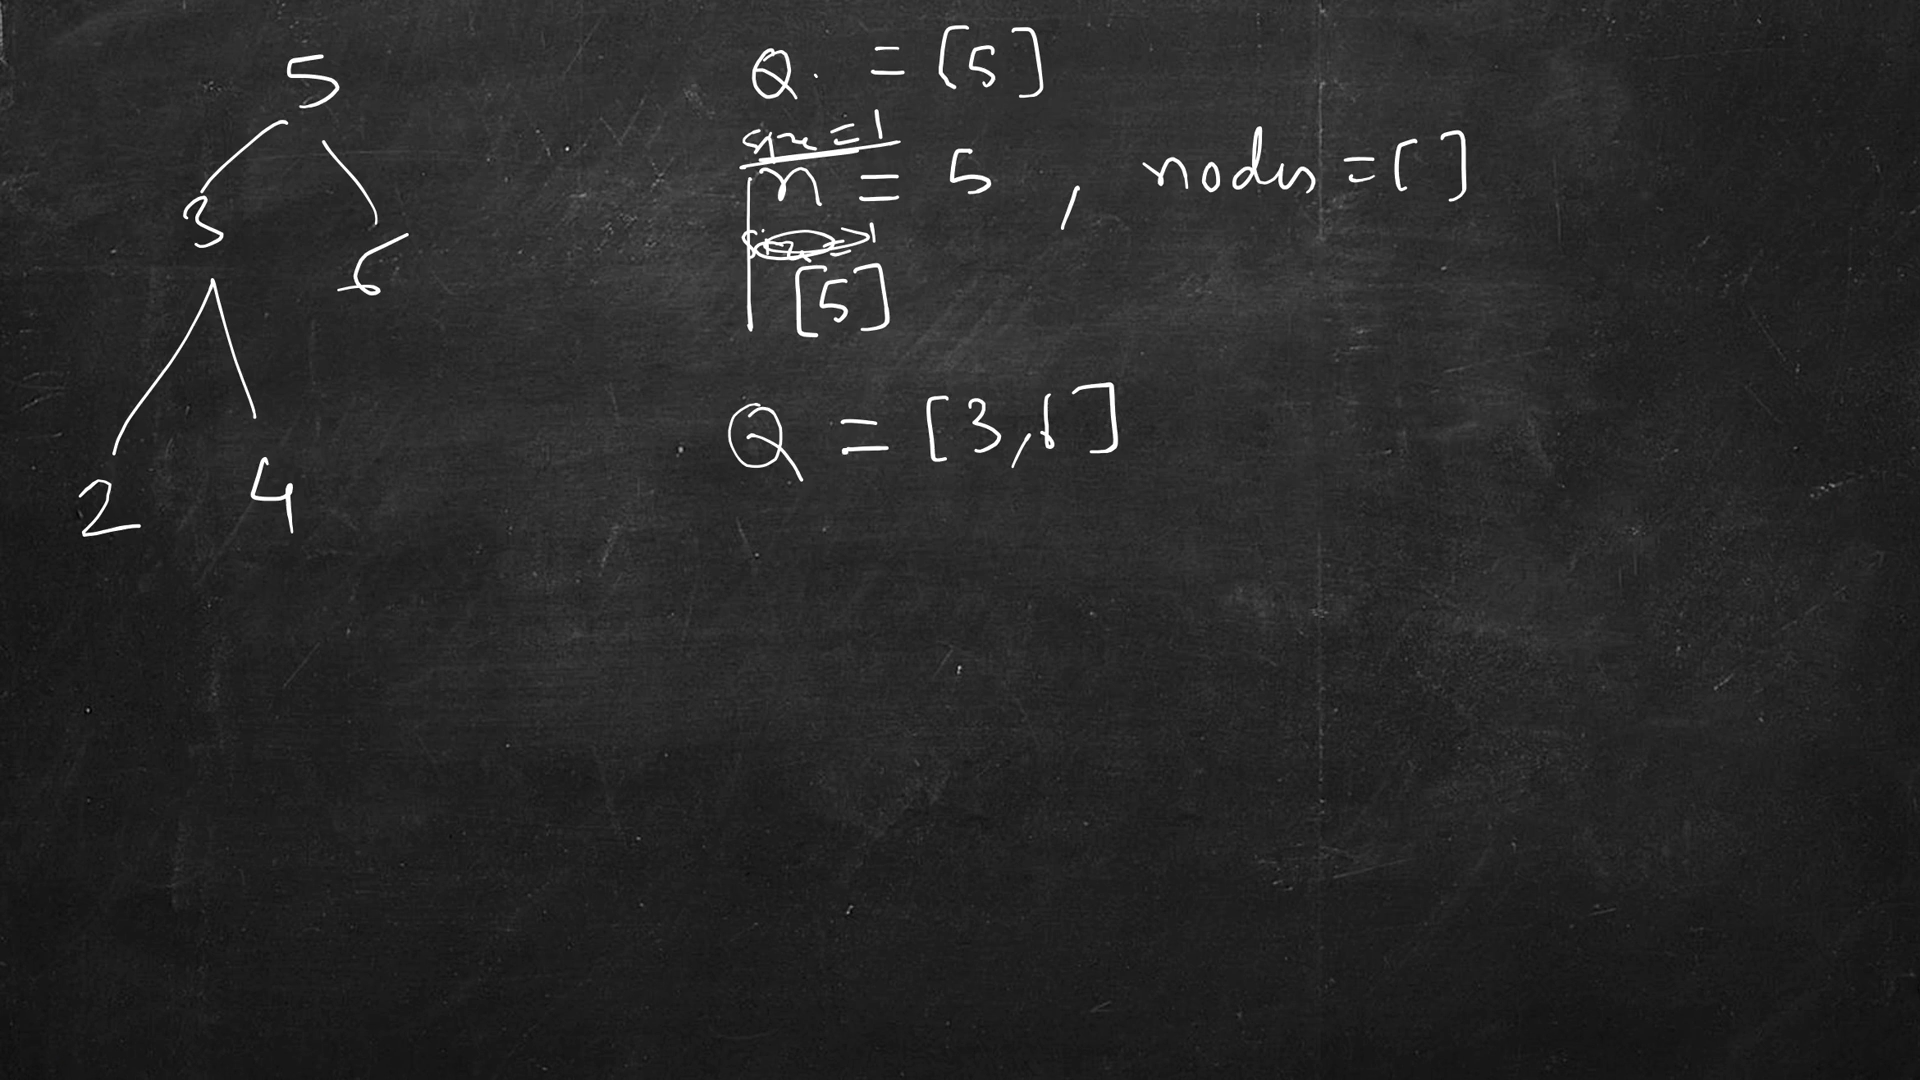 5
3
6
2
4
Q = [5]
size = 1
n = 5 , nodes = [ ]
[5]
Q = [3,6]